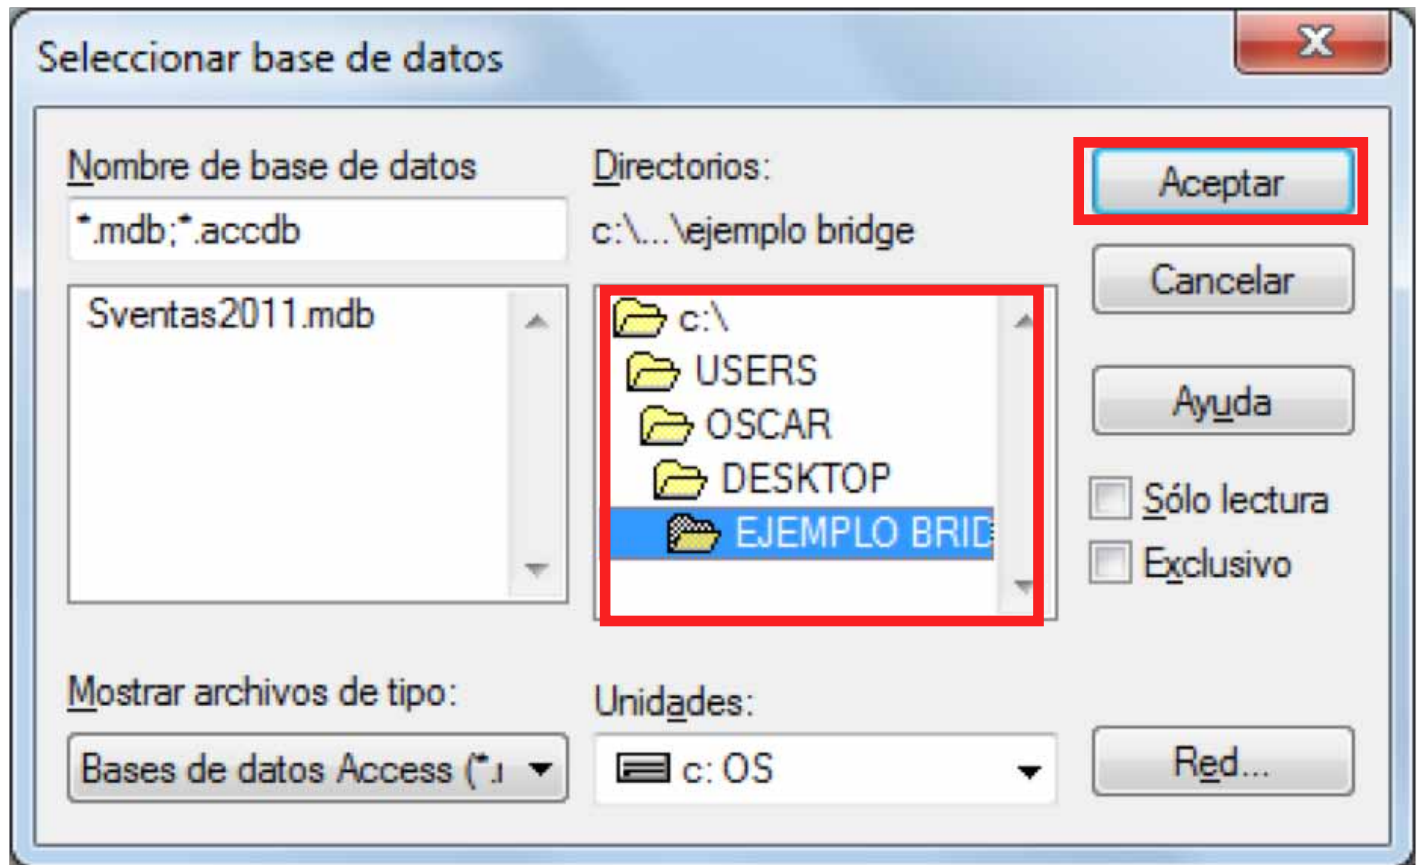 Seleccionar base de datos
Nombre de base de datos
*.mdb;*.accdb
Sventas2011.mdb
Mostrar archivos de tipo:
Bases de datos Access (*.
Directorios:
c:\...\ejemplo bridge
c:\
USERS
OSCAR
DESKTOP
EJEMPLO BRID
Unidades:
c: OS
Aceptar
Cancelar
Ayuda
Sólo lectura
Exclusivo
Red...